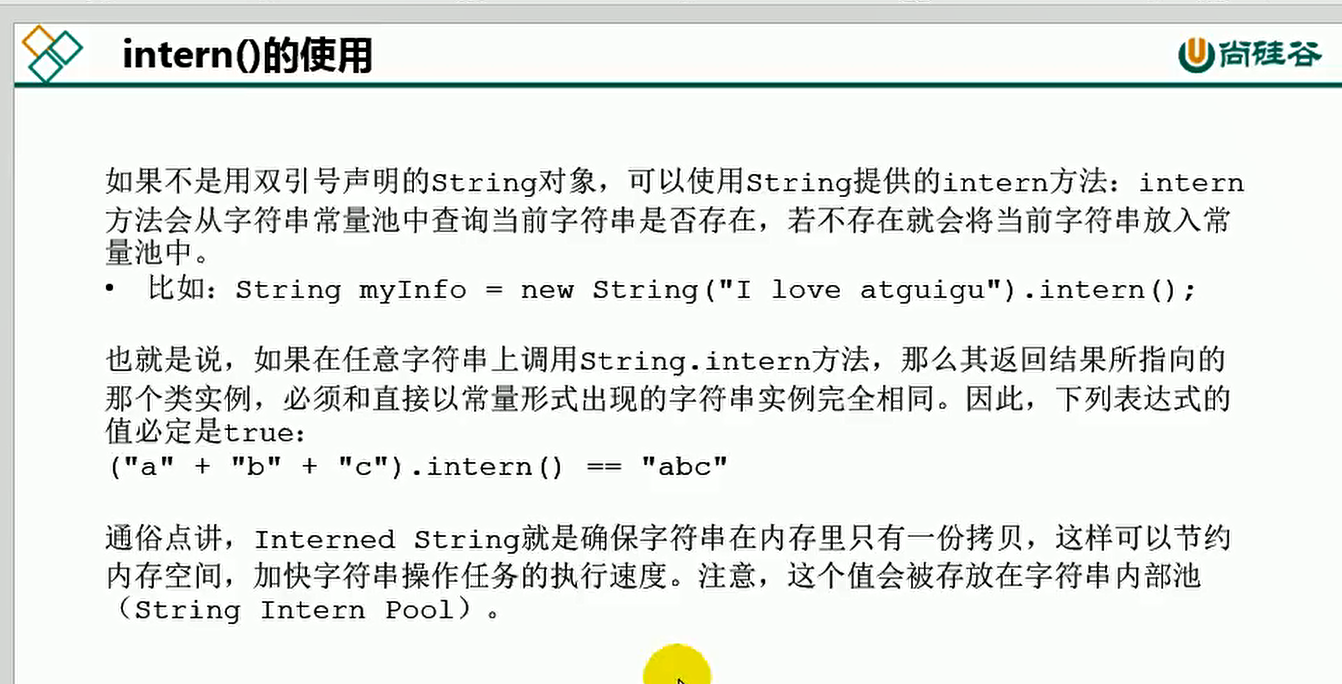 intern()的使用
尚硅谷
如果不是用双引号声明的String对象，可以使用String提供的intern方法：intern
方法会从字符串常量池中查询当前字符串是否存在，若不存在就会将当前字符串放入常
量池中。
• 比如：String myInfo = new String("I love atguigu").intern();
也就是说，如果在任意字符串上调用String.intern方法，那么其返回结果所指向的
那个类实例，必须和直接以常量形式出现的字符串实例完全相同。因此，下列表达式的
值必定是true：
("a" + "b" + "c").intern() == "abc"
通俗点讲，Interned String就是确保字符串在内存里只有一份拷贝，这样可以节约
内存空间，加快字符串操作任务的执行速度。注意，这个值会被存放在字符串内部池
（String Intern Pool）。